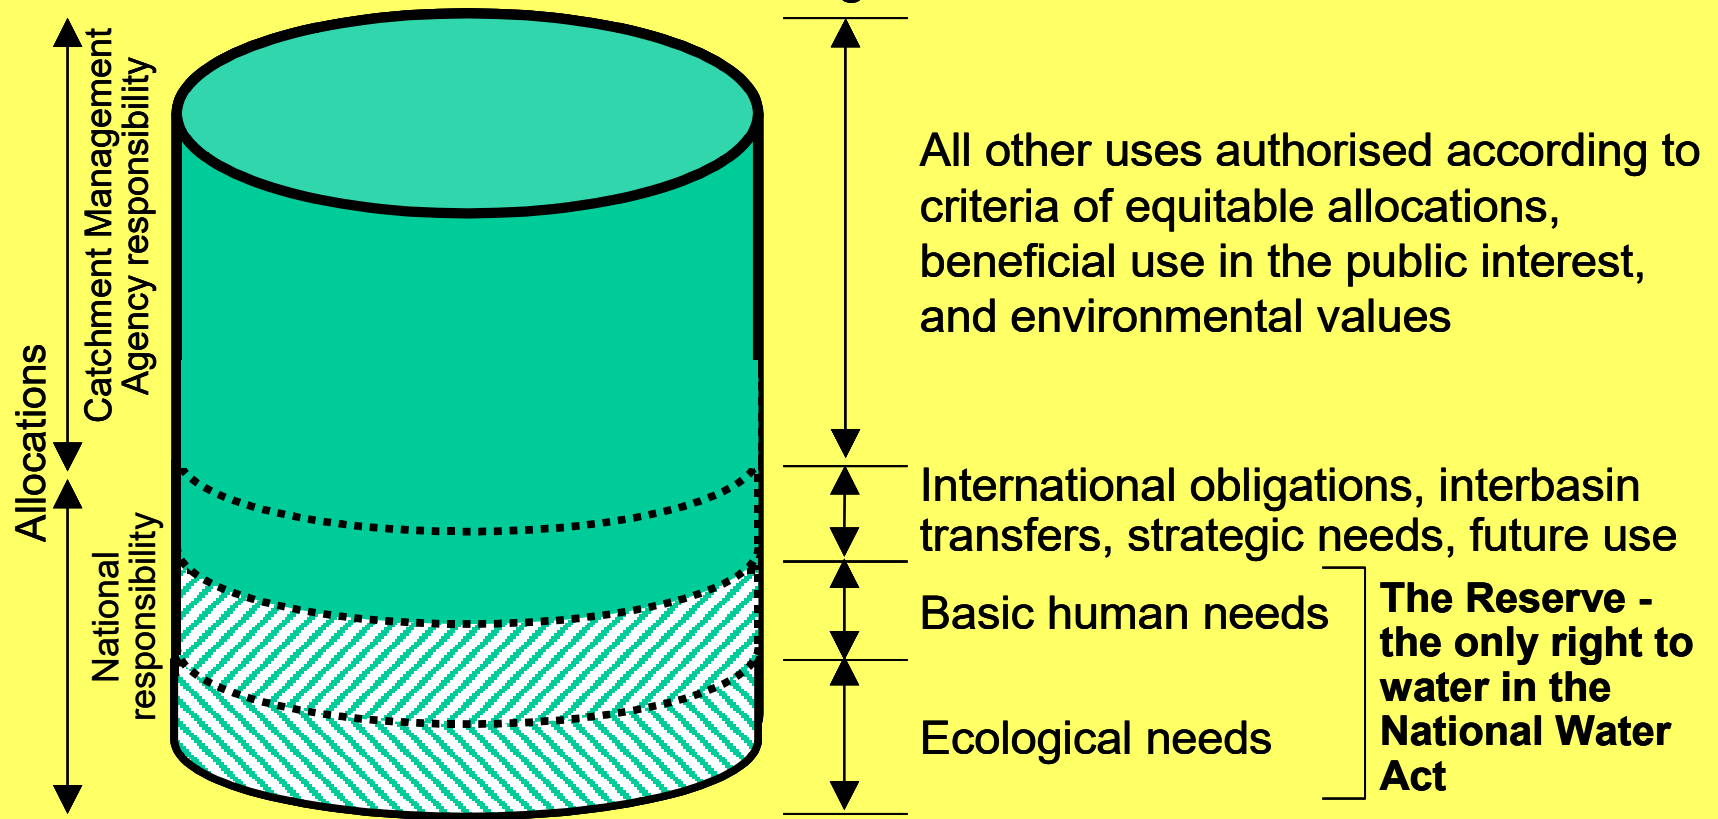 Allocations
Catchment Management
Agency responsibility
National
responsibility
All other uses authorised according to
criteria of equitable allocations,
beneficial use in the public interest,
and environmental values
International obligations, interbasin
transfers, strategic needs, future use
Basic human needs
Ecological needs
The Reserve -
the only right to
water in the
National Water
Act